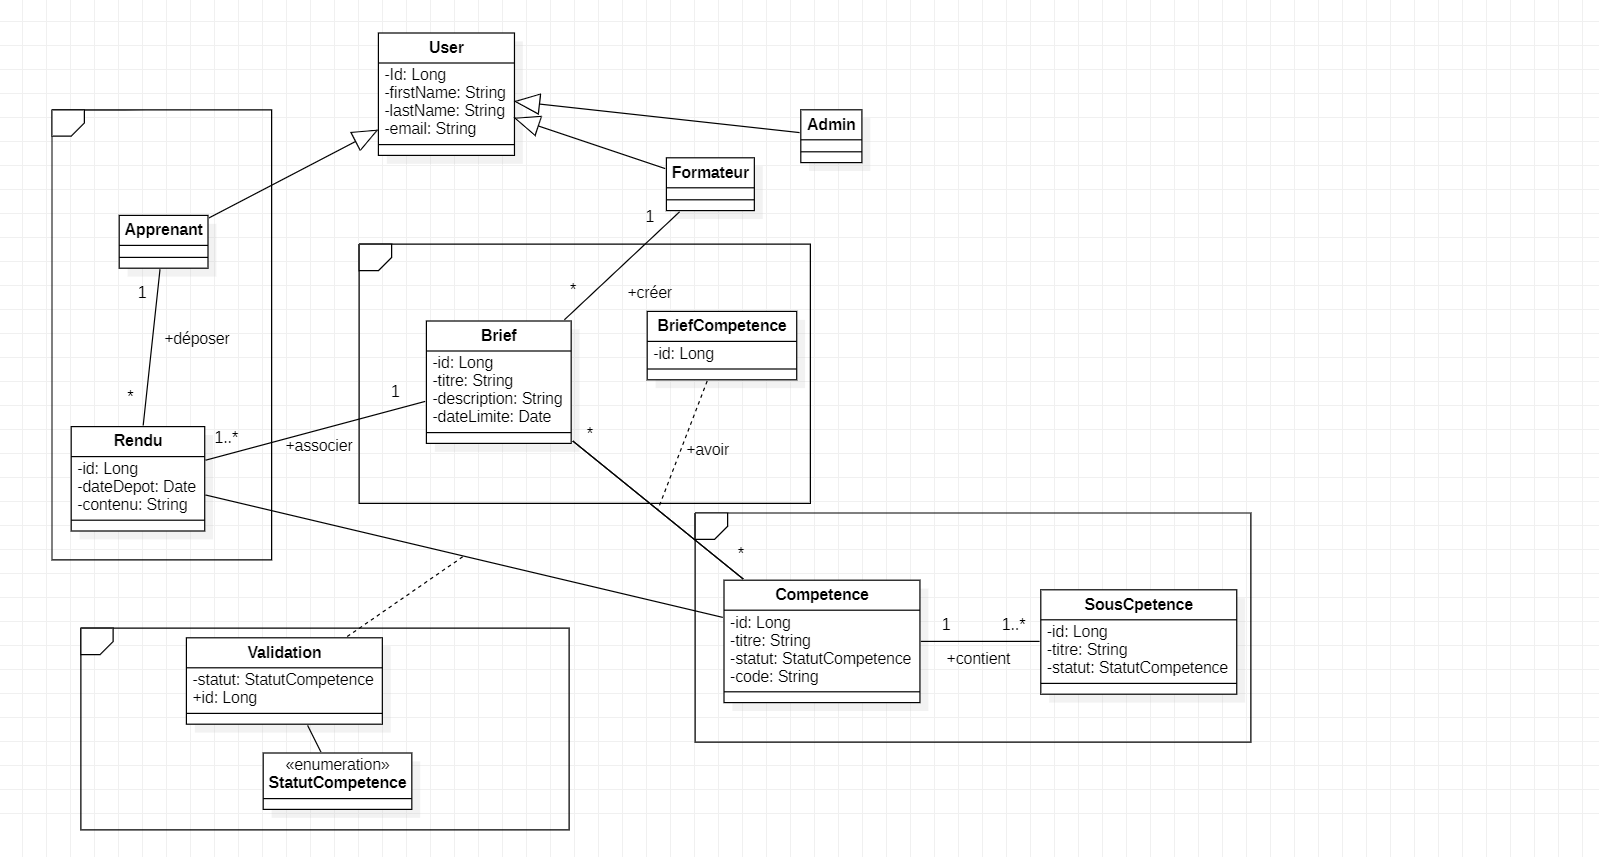 User
-Id: Long
-firstName: String
-lastName: String
-email: String
Admin
Formateur
1
Apprenant
1
+déposer
*
*
+créer
BriefCompetence
-id: Long
Brief
-id: Long
-titre: String
-description: String
-dateLimite: Date
1
*
+avoir
Rendu
-id: Long
-dateDepot: Date
-contenu: String
1..*
+associer
*
Competence
-id: Long
-titre: String
-statut: StatutCompetence
-code: String
1
1..*
+contient
SousCpetence
-id: Long
-titre: String
-statut: StatutCompetence
Validation
-statut: StatutCompetence
+id: Long
«enumeration»
StatutCompetence